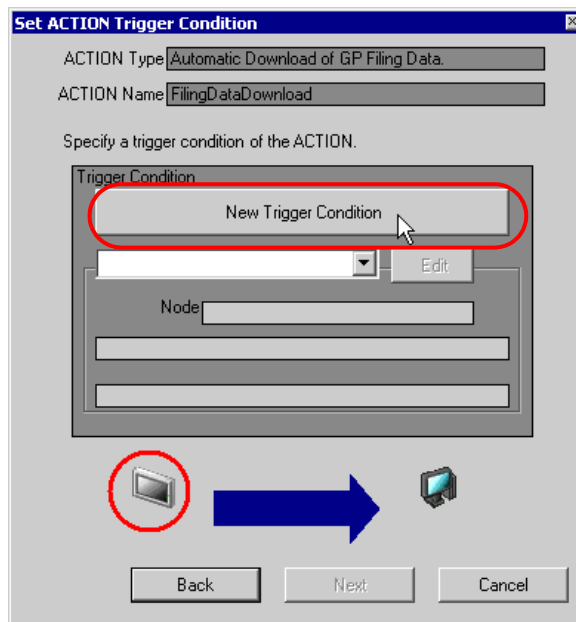 Set ACTION Trigger Condition
ACTION Type Automatic Download of GP Filing Data.
ACTION Name FilingDataDownload
Specify a trigger condition of the ACTION.
Trigger Condition
New Trigger Condition
Edit
Node
Back Next Cancel